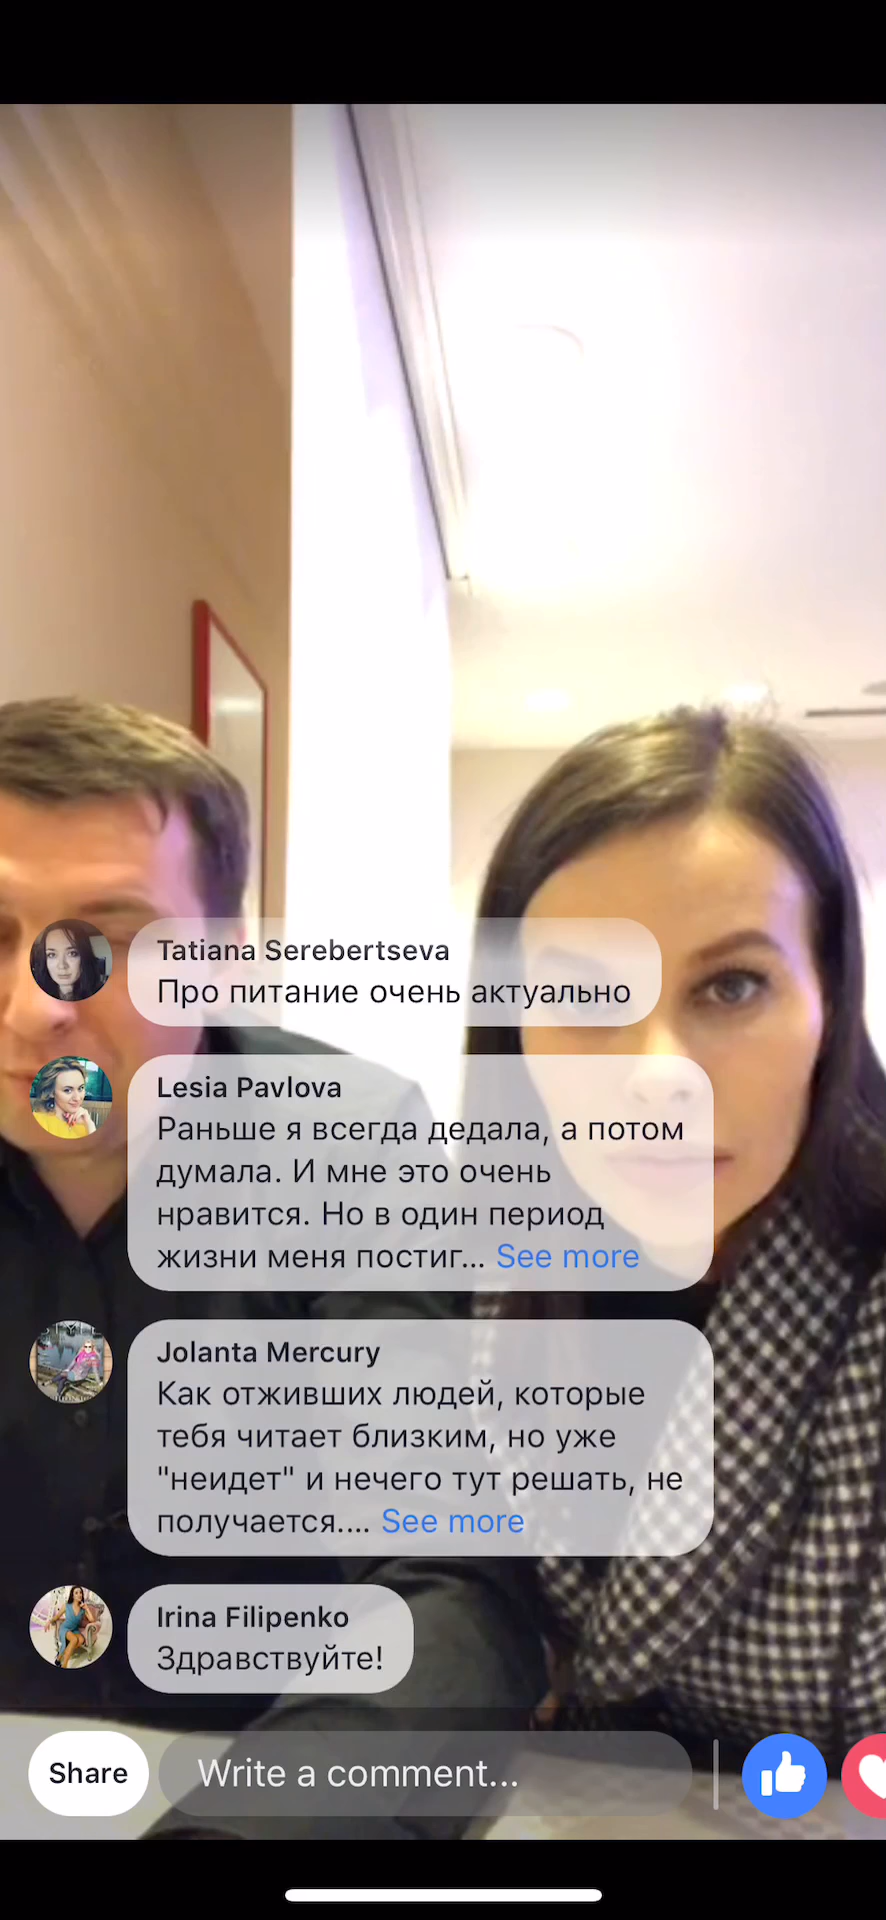 Tatiana Serebertseva
Про питание очень актуально
Lesia Pavlova
Раньше я всегда дедала, а потом
думала. И мне это очень
нравится. Но в один период
жизни меня постиг... See more
Jolanta Mercury
Как отживших людей, которые
тебя читает близким, но уже
"неидет" и нечего тут решать, не
получается.... See more
Irina Filipenko
Здравствуйте!
Share
Write a comment...